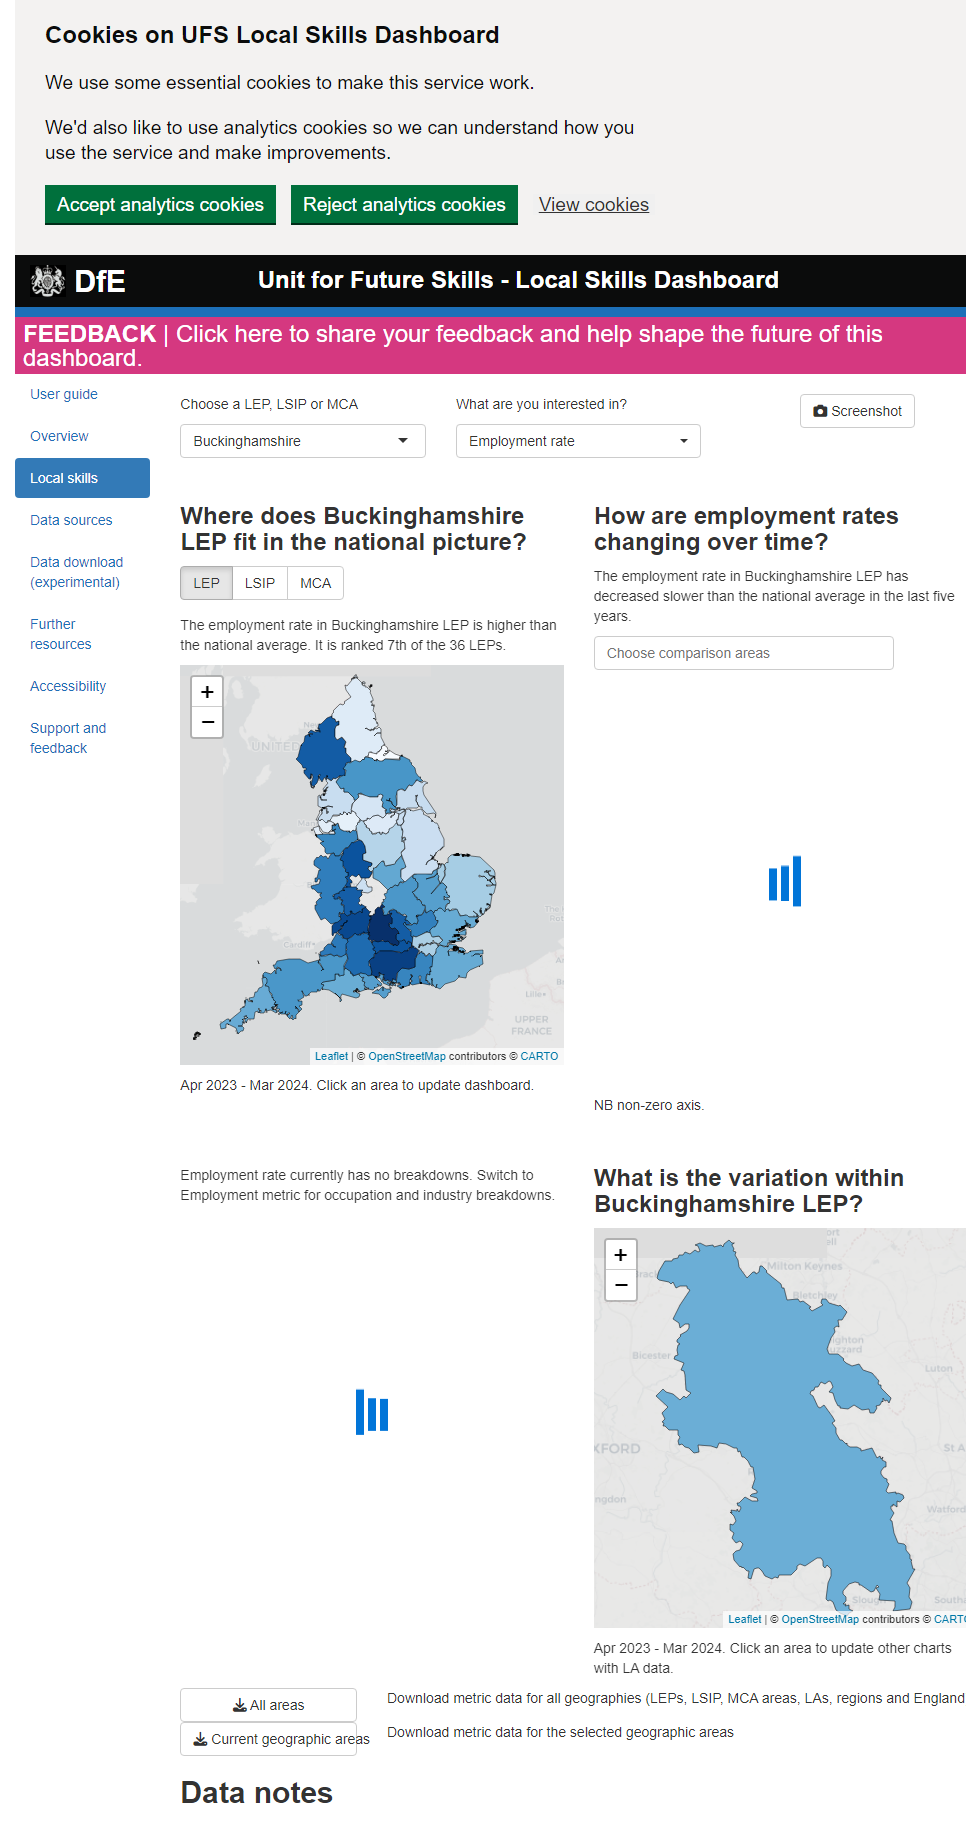 Cookies on UFS Local Skills Dashboard
We use some essential cookies to make this service work.
We'd also like to use analytics cookies so we can understand how you
use the service and make improvements.
Accept analytics cookies
Reject analytics cookies
View cookies
DfE
Unit for Future Skills - Local Skills Dashboard
FEEDBACK | Click here to share your feedback and help shape the future of this
dashboard.
User guide
Overview
Local skills
Data sources
Data download
(experimental)
Further
resources
Accessibility
Support and
feedback
Choose a LEP, LSIP or MCA
Buckinghamshire
What are you interested in?
Employment rate
Screenshot
Where does Buckinghamshire
LEP fit in the national picture?
LEP
LSIP
MCA
The employment rate in Buckinghamshire LEP is higher than
the national average. It is ranked 7th of the 36 LEPs.
+
−
UNITED
Cardiff
Lille
UPPER
FRANCE
Leaflet | © OpenStreetMap contributors © CARTO
Apr 2023 - Mar 2024. Click an area to update dashboard.
How are employment rates
changing over time?
The employment rate in Buckinghamshire LEP has
decreased slower than the national average in the last five
years.
Choose comparison areas
NB non-zero axis.
Employment rate currently has no breakdowns. Switch to
Employment metric for occupation and industry breakdowns.
What is the variation within
Buckinghamshire LEP?
+
−
Milton Keynes
Bletchley
Bicester
Luton
XFORD
St A
ngdon
Watford
Slough
South
Leaflet | © OpenStreetMap contributors © CARTO
Apr 2023 - Mar 2024. Click an area to update other charts
with LA data.
All areas
Download metric data for all geographies (LEPs, LSIP, MCA areas, LAs, regions and England
Current geographic areas
Download metric data for the selected geographic areas
Data notes